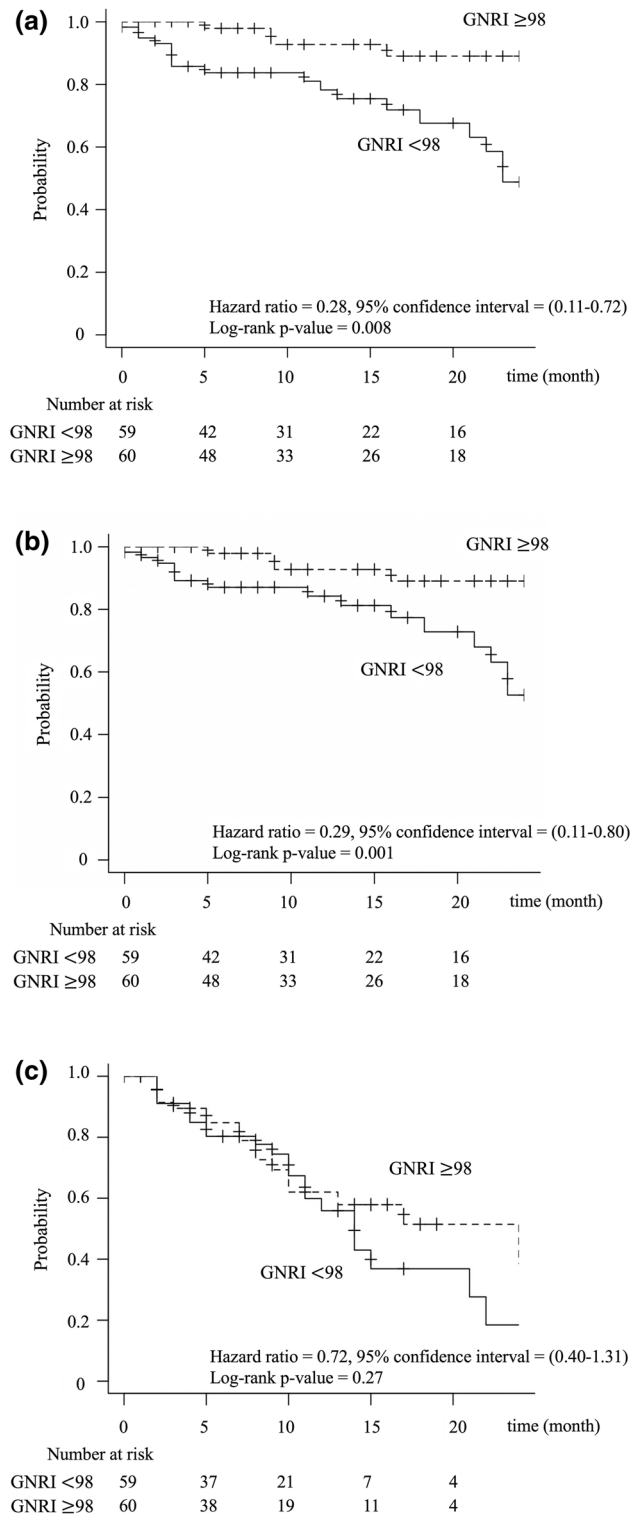 (a)
GNRI ≥98
GNRI <98
Probability
1.0
0.8
0.6
0.4
0.2
0
Hazard ratio = 0.28, 95% confidence interval = (0.11-0.72)
Log-rank p-value = 0.008
0 5 10 15 20 time (month)
Number at risk
GNRI <98 59 42 31 22 16
GNRI ≥98 60 48 33 26 18
(b)
GNRI ≥98
GNRI <98
Probability
1.0
0.8
0.6
0.4
0.2
0
Hazard ratio = 0.29, 95% confidence interval = (0.11-0.80)
Log-rank p-value = 0.001
0 5 10 15 20 time (month)
Number at risk
GNRI <98 59 42 31 22 16
GNRI ≥98 60 48 33 26 18
(c)
GNRI ≥98
GNRI <98
Probability
1.0
0.8
0.6
0.4
0.2
0
Hazard ratio = 0.72, 95% confidence interval = (0.40-1.31)
Log-rank p-value = 0.27
0 5 10 15 20 time (month)
Number at risk
GNRI <98 59 37 21 7 4
GNRI ≥98 60 38 19 11 4